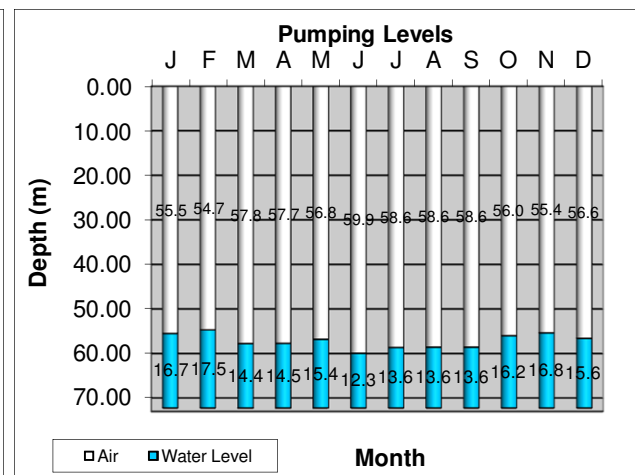 Pumping Levels
J F M A M J J A S O N D
0.00
10.00
20.00
55.5 54.7 57.8 57.7 56.8 59.9 58.6 58.6 58.6 56.0 55.4 56.6
30.00
40.00
50.00
60.00
16.7 17.5 14.4 14.5 15.4 12.3 13.6 13.6 13.6 16.2 16.8 15.6
70.00
Depth (m)
Air Water Level
Month